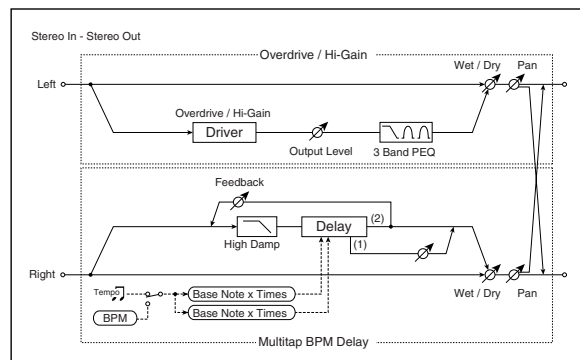 Stereo In - Stereo Out
Overdrive / Hi-Gain
Wet / Dry Pan
Left
Overdrive / Hi-Gain
Driver
Output Level
3 Band PEQ
Feedback
Delay
(2)
(1)
High Damp
Right
Wet / Dry Pan
Tempo
Base Note x Times
BPM
Base Note x Times
Multitap BPM Delay